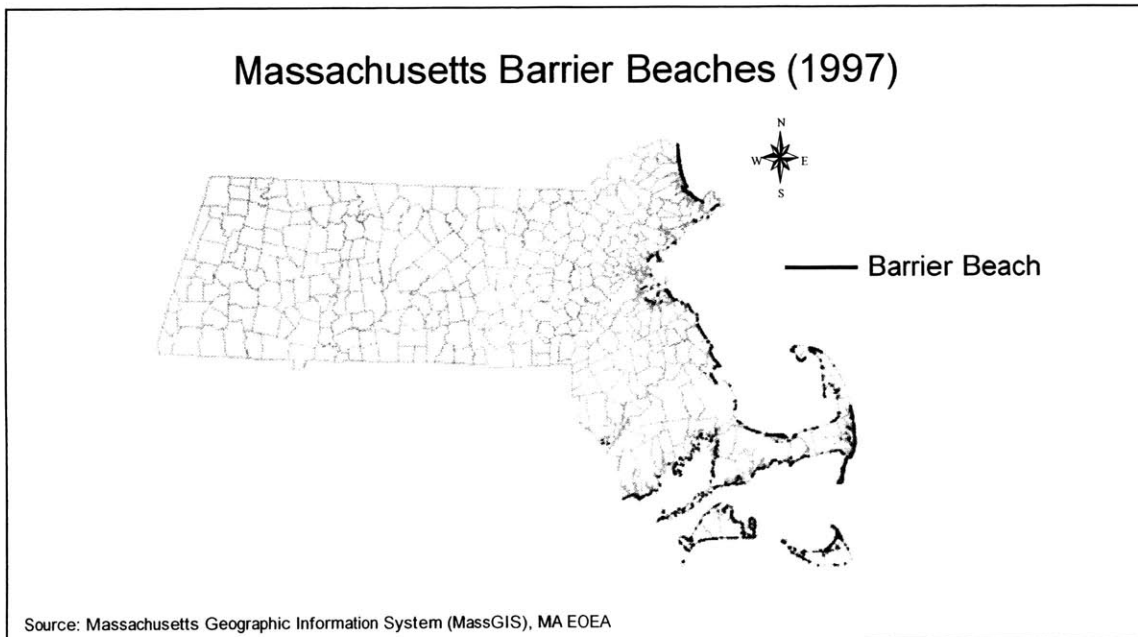 Massachusetts Barrier Beaches (1997)
N
W E
S
Barrier Beach
Source: Massachusetts Geographic Information System (MassGIS), MA EOEA